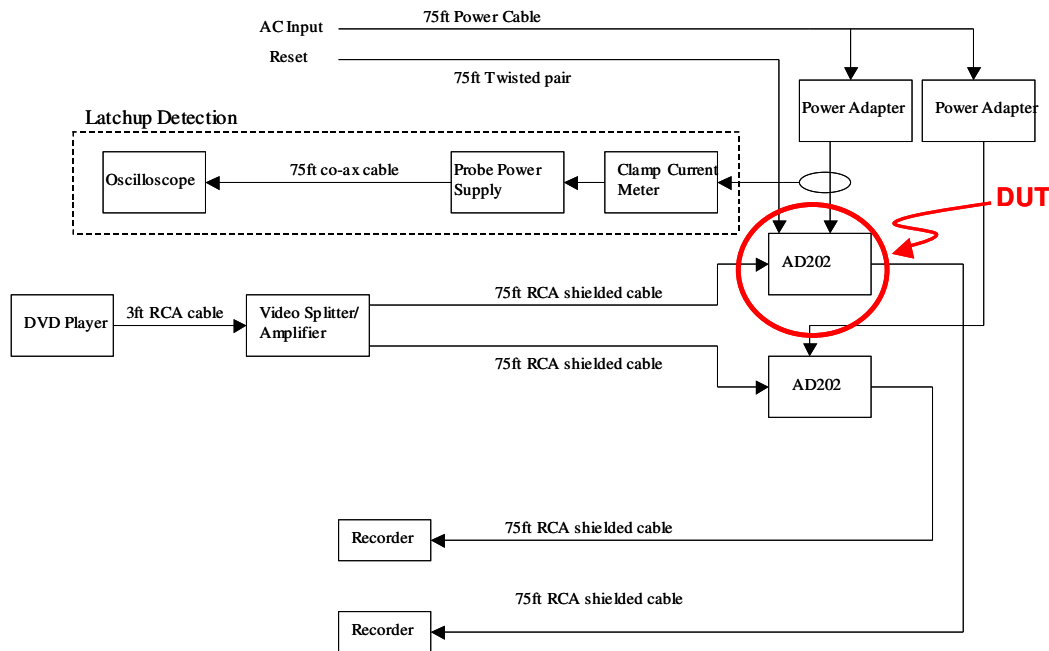 75ft Power Cable
AC Input
Reset
75ft Twisted pair
Power Adapter
Power Adapter
Latchup Detection
Oscilloscope
75ft co-ax cable
Probe Power
Supply
Clamp Current
Meter
DUT
AD202
75ft RCA shielded cable
DVD Player
3ft RCA cable
Video Splitter/
Amplifier
75ft RCA shielded cable
AD202
Recorder
75ft RCA shielded cable
75ft RCA shielded cable
Recorder